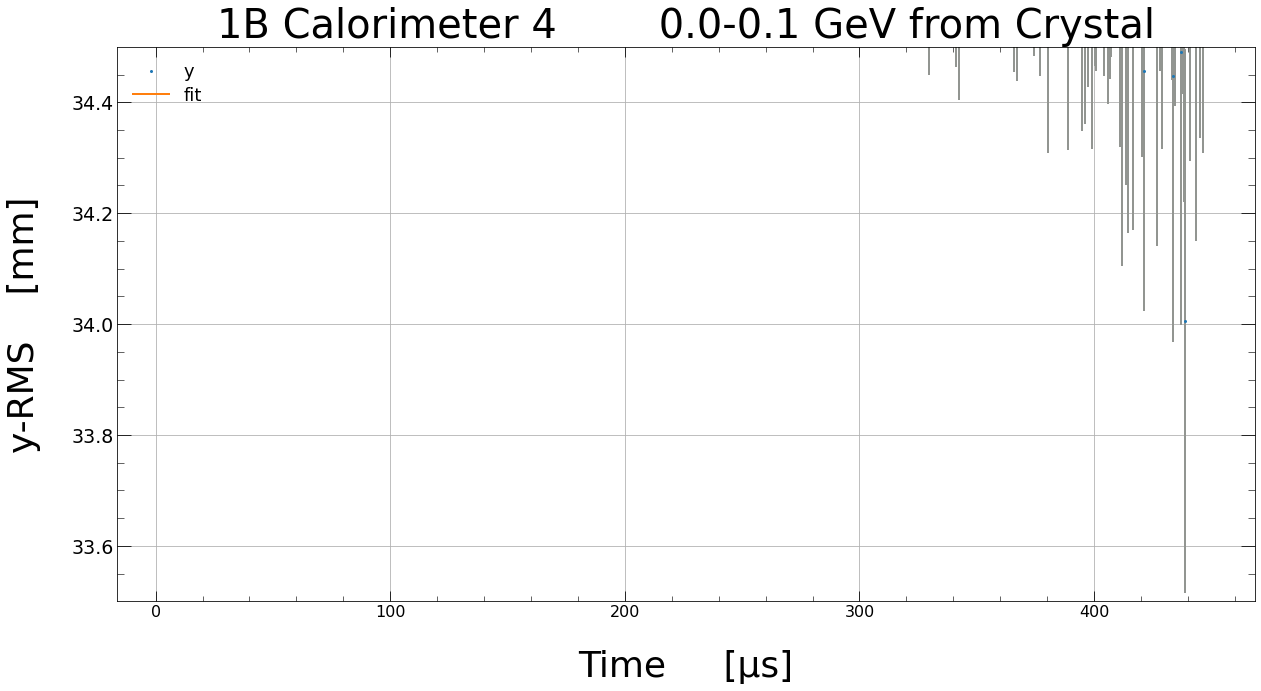 1B Calorimeter 4 0.0-0.1 GeV from Crystal
y
fit
34.4
34.2
34.0
33.8
33.6
y-RMS [mm]
0 100 200 300 400
Time [µs]